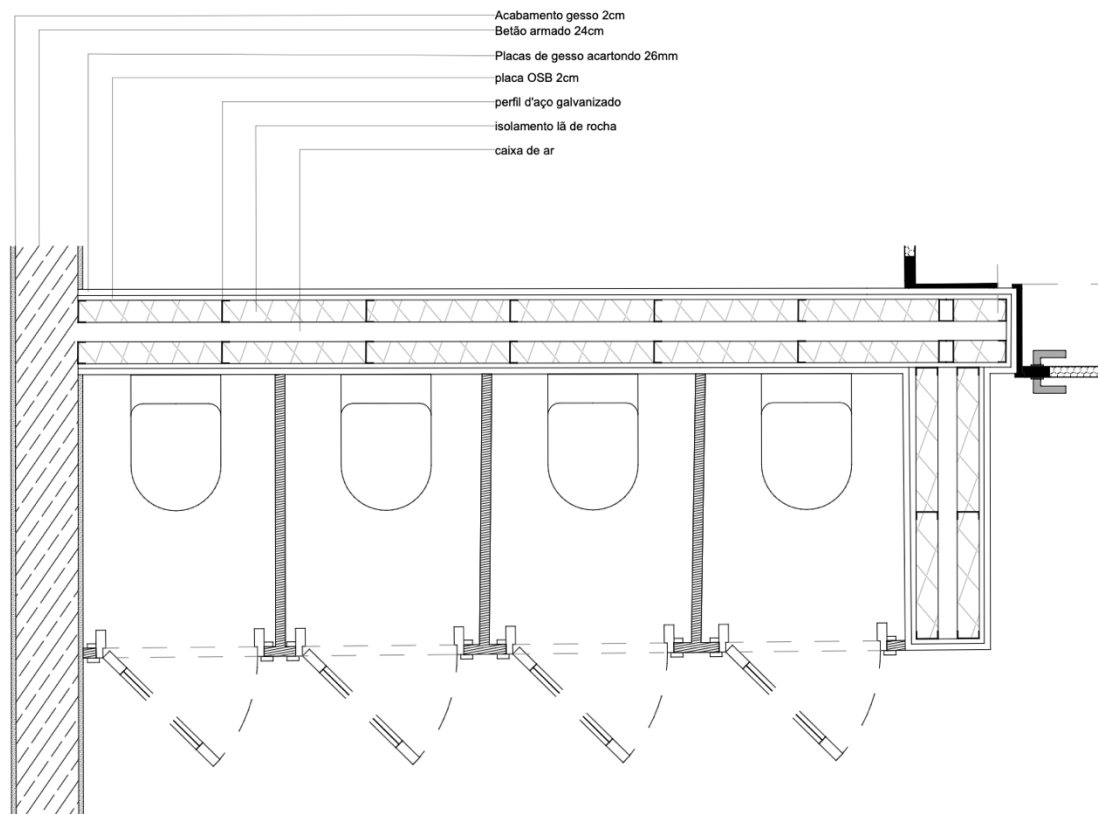 Acabamento gesso 2cm
Betão armado 24cm
Placas de gesso acartondo 26mm
placa OSB 2cm
perfil d'aço galvanizado
isolamento lã de rocha
caixa de ar